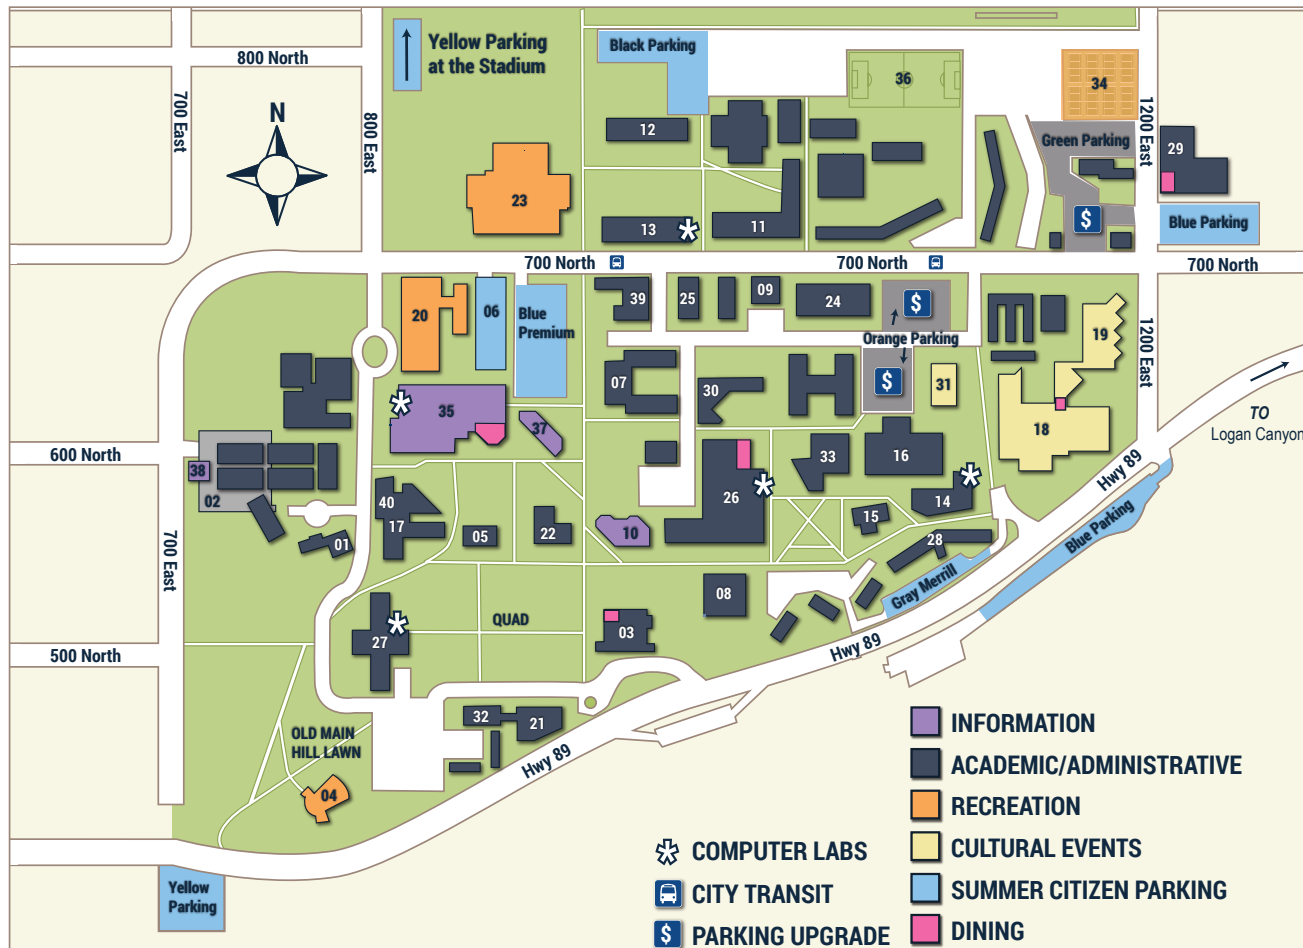 Yellow Parking
at the Stadium
Black Parking
800 North
700 East
800 East
N
36
34
1200 East
12
Green Parking
29
23
13
11
$
Blue Parking
700 North
700 North
700 North
20
06
Blue
Premium
39
25
09
24
$
Orange Parking
19
1200 East
07
30
$
31
TO
Logan Canyon
35
37
18
600 North
38
02
33
16
Hwy 89
26
40
17
05
22
10
14
15
Blue Parking
01
28
700 East
08
Gray Merrill
QUAD
27
03
Hwy 89
500 North
32
21
OLD MAIN
HILL LAWN
Hwy 89
04
Yellow
Parking
COMPUTER LABS
CITY TRANSIT
$ PARKING UPGRADE
INFORMATION
ACADEMIC/ADMINISTRATIVE
RECREATION
CULTURAL EVENTS
SUMMER CITIZEN PARKING
DINING